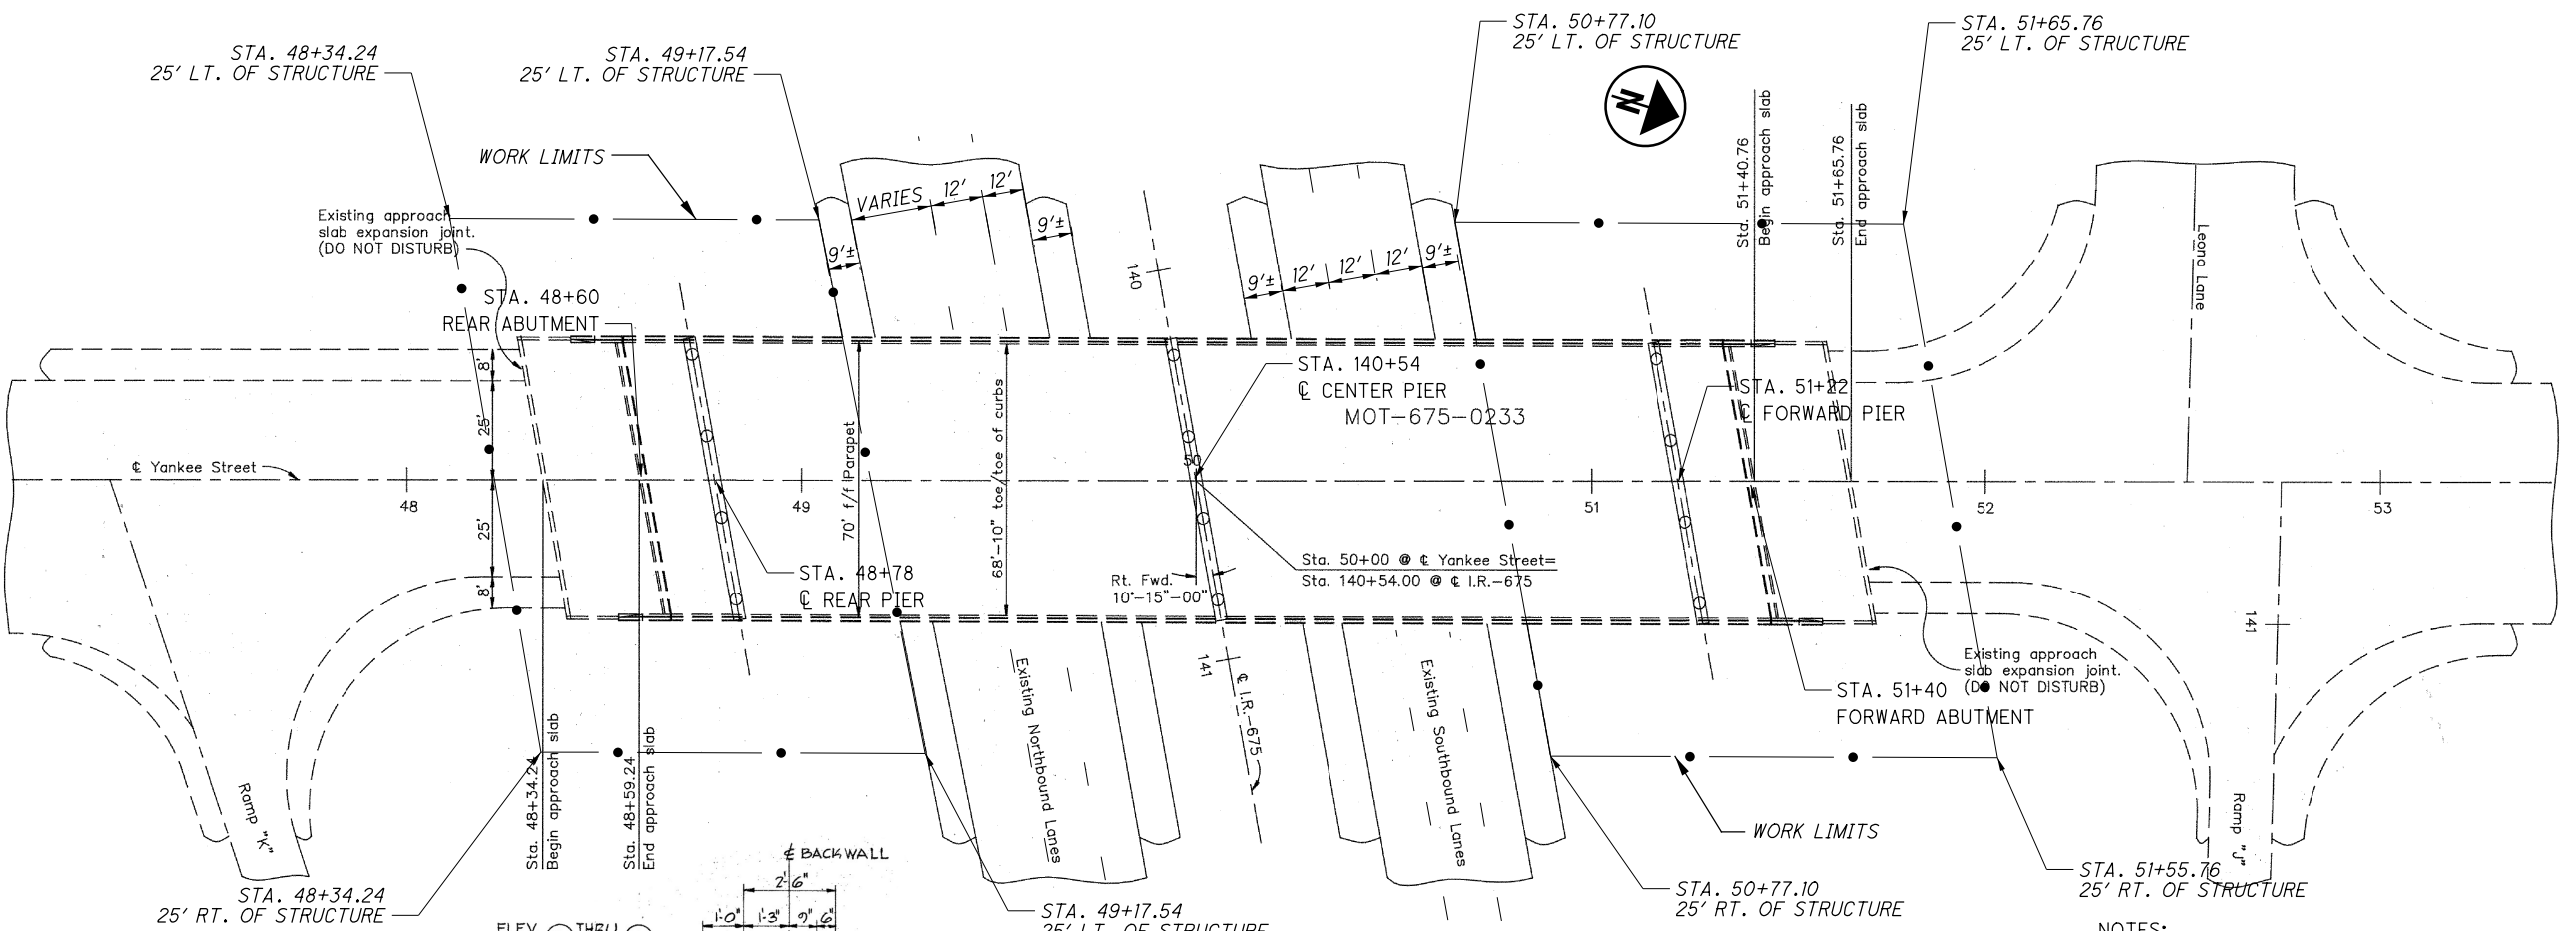 STA. 48+34.24
25' LT. OF STRUCTURE
STA. 49+17.54
25' LT. OF STRUCTURE
STA. 50+77.10
25' LT. OF STRUCTURE
STA. 51+65.76
25' LT. OF STRUCTURE
N
WORK LIMITS
VARIES
12'
12'
9'±
9'±
9'±
12'
12'
12'
9'±
Existing approach
slab expansion joint.
(DO NOT DISTURB)
Sta. 51+40.76
Begin approach slab
Sta. 51+65.76
End approach slab
Leona Lane
140
STA. 48+60
REAR ABUTMENT
8'
25'
25'
8'
℄ Yankee Street
48
49
50
51
52
53
70' f/f Parapet
68'-10" toe/toe of curbs
STA. 140+54
℄ CENTER PIER
MOT-675-0233
STA. 51+22
℄ FORWARD PIER
STA. 48+78
℄ REAR PIER
Rt. Fwd.
10°-15"-00"
Sta. 50+00 @ ℄ Yankee Street=
Sta. 140+54.00 @ ℄ I.R.-675
141
℄ I.R.-675
141
Existing Northbound Lanes
Existing Southbound Lanes
STA. 51+40
FORWARD ABUTMENT
Existing approach
slab expansion joint.
(DO NOT DISTURB)
Ramp "K"
Ramp "J"
Sta. 48+34.24
Begin approach slab
Sta. 48+59.24
End approach slab
WORK LIMITS
STA. 48+34.24
25' RT. OF STRUCTURE
℄ BACKWALL
2'-6"
1'-0"
1'-3"
9"
6"
ELEV THRU
STA. 49+17.54
25' LT. OF STRUCTURE
STA. 50+77.10
25' RT. OF STRUCTURE
STA. 51+55.76
25' RT. OF STRUCTURE
NOTES: